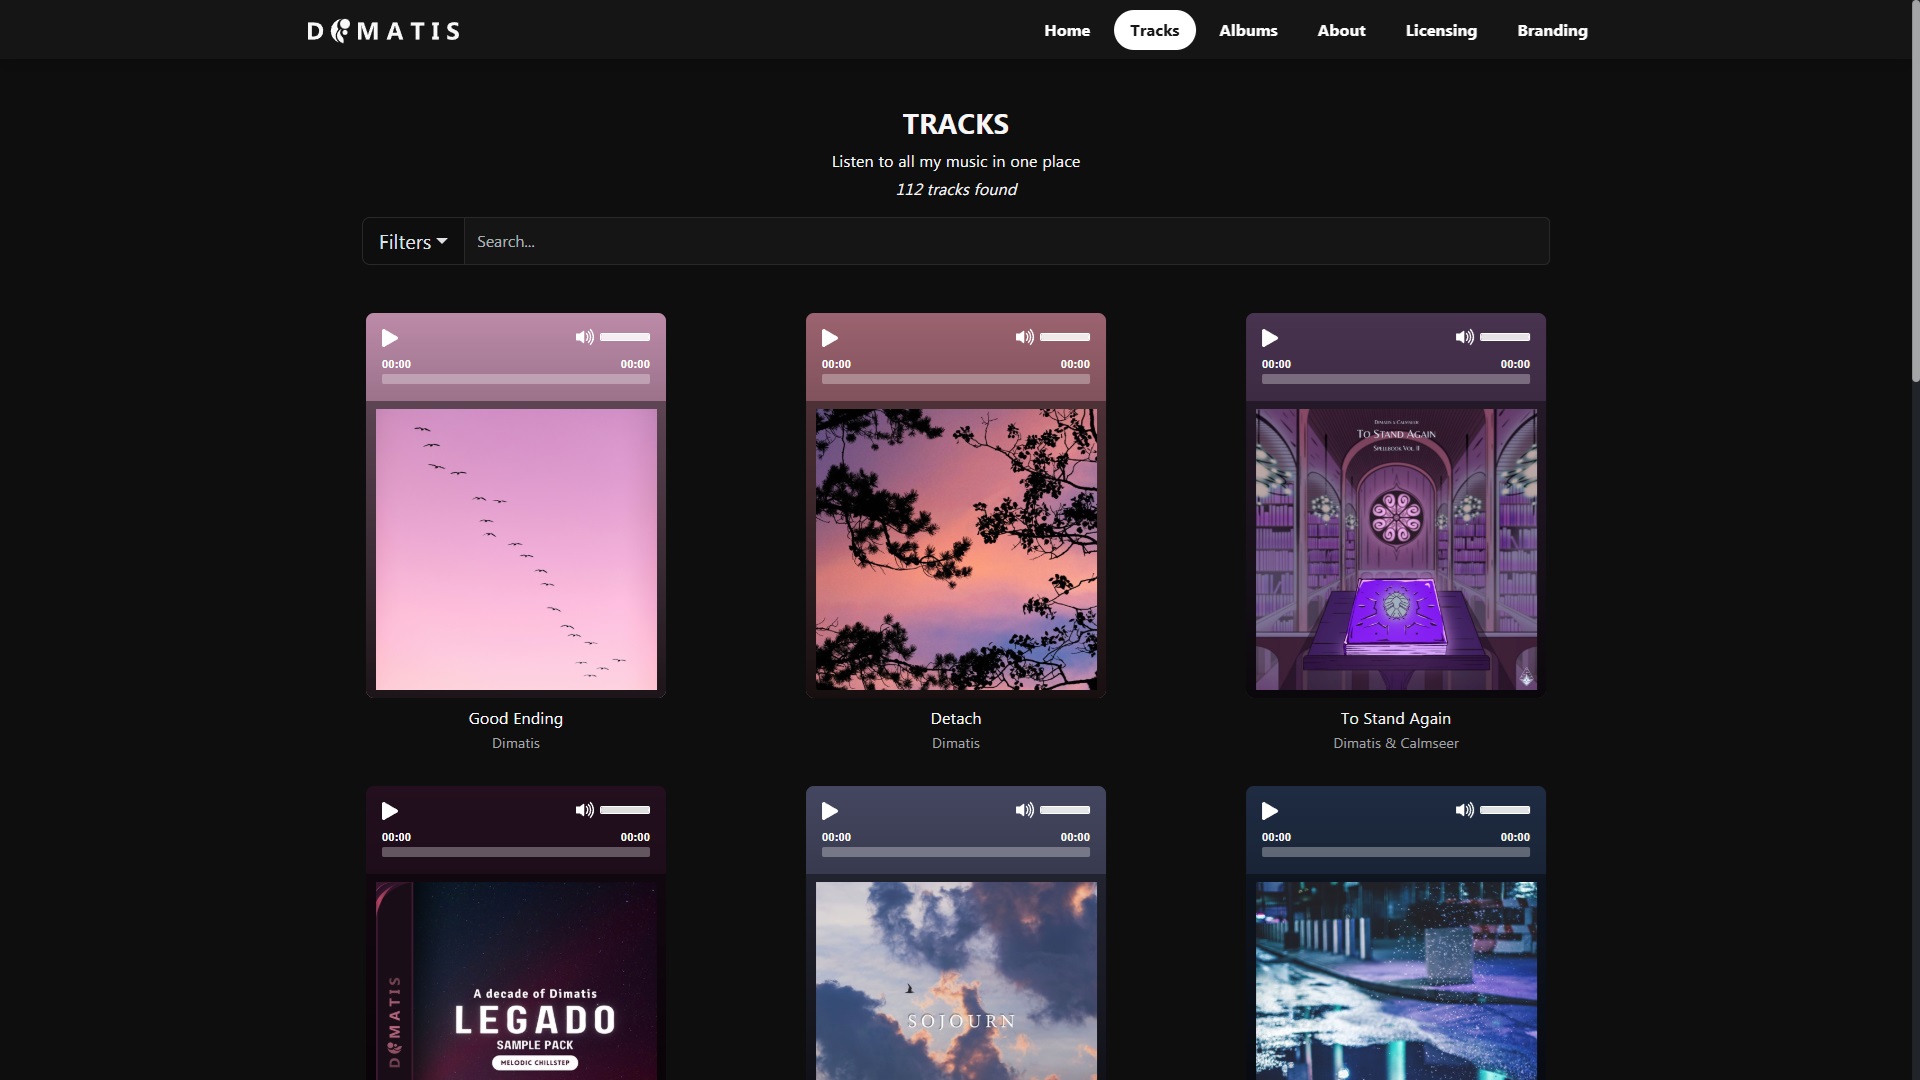 DIMATIS
Home
Tracks
Albums
About
Licensing
Branding
TRACKS
Listen to all my music in one place
112 tracks found
Filters
Search...
00:00
00:00
00:00
00:00
00:00
00:00
DIMATIS & CALMSEER
TO STAND AGAIN
SPELLBOOK VOL. II
Good Ending
Dimatis
Detach
Dimatis
To Stand Again
Dimatis & Calmseer
00:00
00:00
00:00
00:00
00:00
00:00
DIMATIS
A decade of Dimatis
LEGADO
SAMPLE PACK
MELODIC CHILLSTEP
SOJOURN